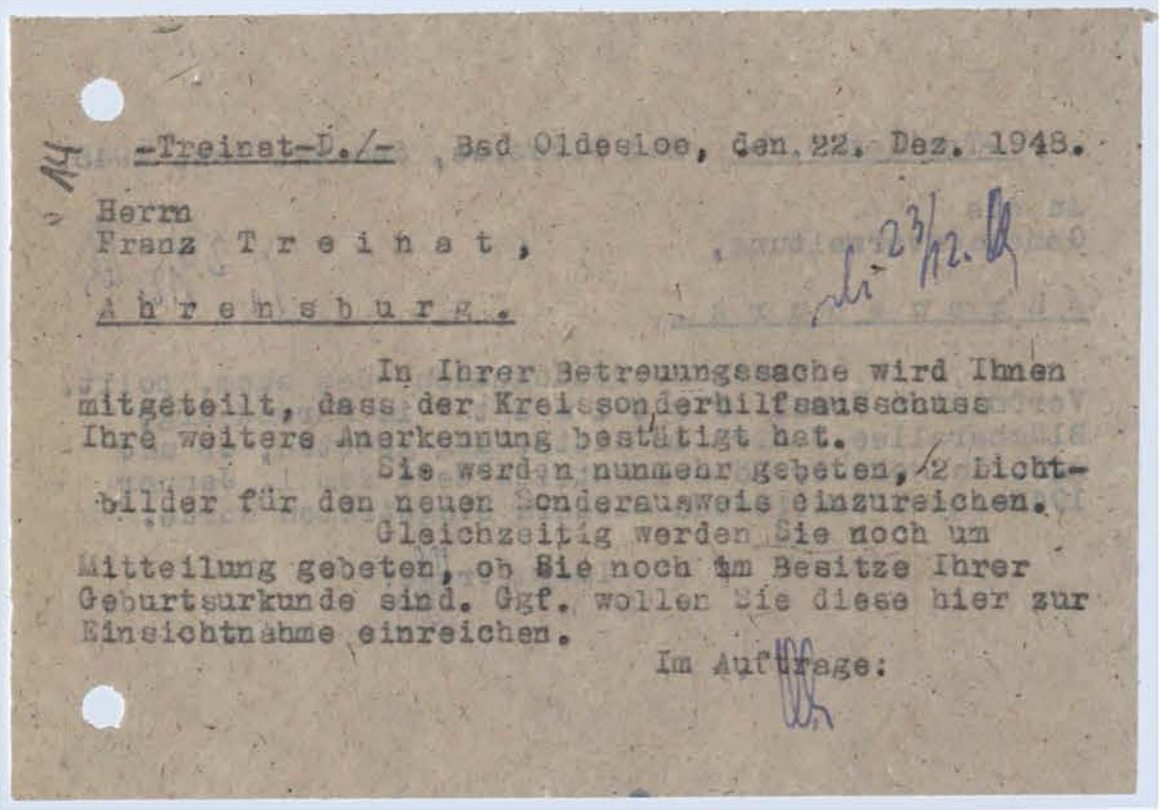 14
-Treinat-D./- Bad Oldesloe, den 22. Dez. 1948.
Herrn
Franz Treinat,
Ahrensburg.
23/12.
In Ihrer Betreuungssache wird Ihnen
mitgeteilt, dass der Kreissonderhilfsausschuss
Ihre weitere Anerkennung bestätigt hat.
Sie werden nunmehr gebeten, 2 Licht-
bilder für den neuen Sonderausweis einzureichen.
Gleichzeitig werden Sie noch um
Mitteilung gebeten, ob Sie noch im Besitze Ihrer
Geburtsurkunde sind. Ggf. wollen Sie diese hier zur
Einsichtnahme einreichen.
Im Auftrage: